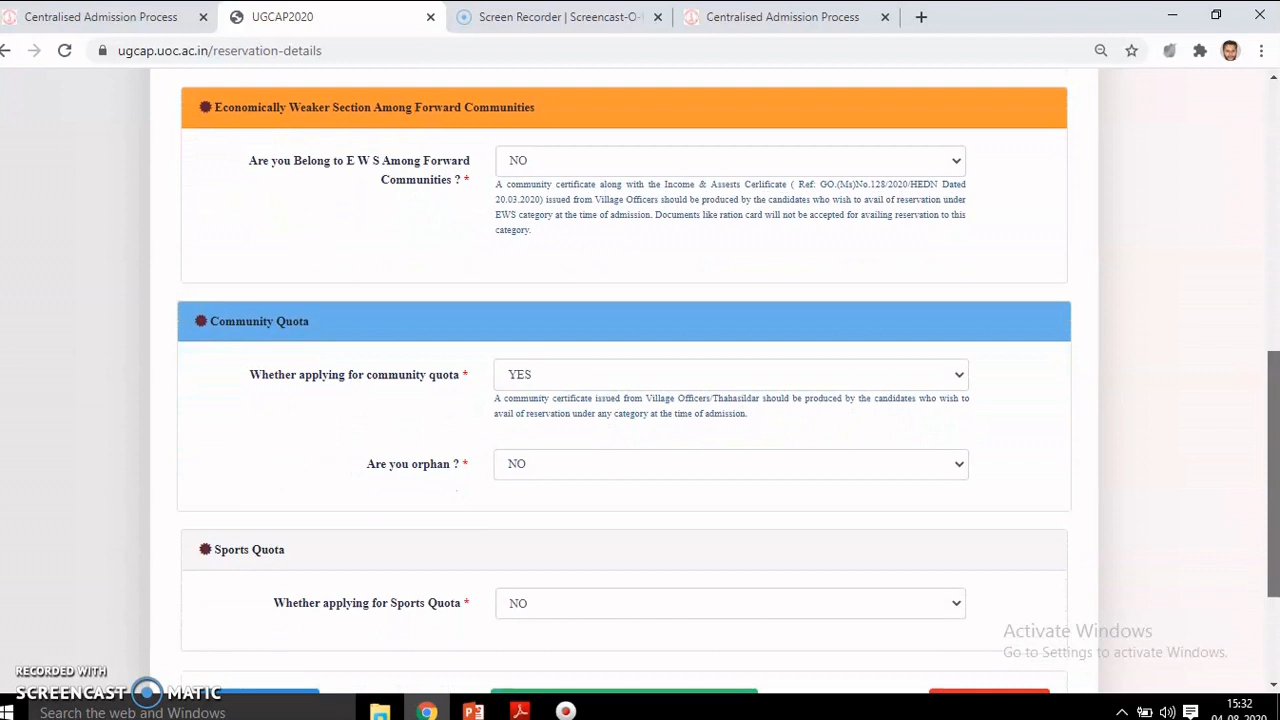 Centralised Admission Process
UGCAP2020
Screen Recorder | Screencast-O-
Centralised Admission Process
ugcap.uoc.ac.in/reservation-details
Economically Weaker Section Among Forward Communities
Are you Belong to E W S Among Forward
Communities ? *
NO
A community certificate along with the Income & Assests Cerlificate ( Ref: GO.(Ms)No.128/2020/HEDN Dated
20.03.2020) issued from Village Officers should be produced by the candidates who wish to avail of reservation under
EWS category at the time of admission. Documents like ration card will not be accepted for availing reservation to this
category.
Community Quota
Whether applying for community quota *
YES
A community certificate issued from Village Officers/Thahasildar should be produced by the candidates who wish to
avail of reservation under any category at the time of admission.
Are you orphan ? *
NO
Sports Quota
Whether applying for Sports Quota *
NO
Activate Windows
Go to Settings to activate Windows.
RECORDED WITH
SCREENCAST MATIC
Search the web and Windows
15:32
04-08-2020